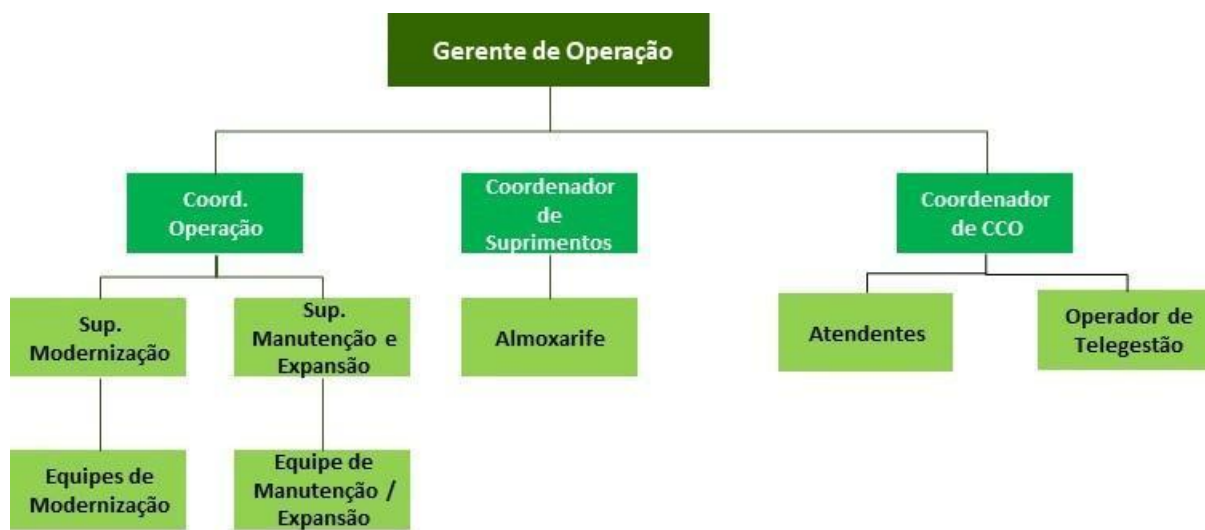 Gerente de Operação
Coord.
Operação
Coordenador
de
Suprimentos
Coordenador
de CCO
Sup.
Modernização
Sup.
Manutenção e
Expansão
Almoxarife
Atendentes
Operador de
Telegestão
Equipes de
Modernização
Equipe de
Manutenção /
Expansão